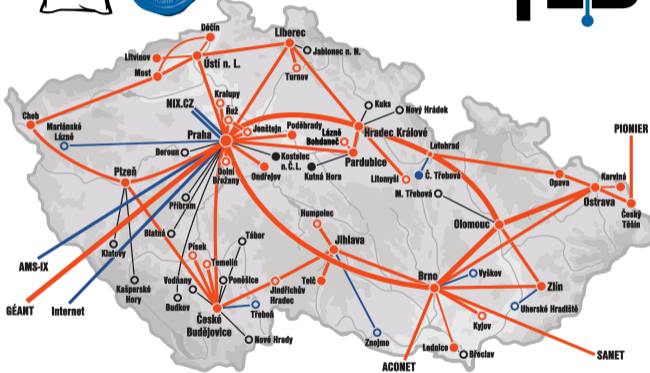 Děčín
Liberec
Litvínov
Jablonec n. N.
Ústí n. L.
Most
Turnov
Kralupy
NIX.CZ
Řež
Kuks
Nový Hrádek
Cheb
Mariánské
Lázně
Praha
Jenštejn
Poděbrady
Lázně
Bohdaneč
Hradec Králové
PIONIER
Beroun
Kostelec
n.Č.L.
Pardubice
Letohrad
Plzeň
Dolní
Břežany
Ondřejov
Kutná Hora
Litomyšl
Č. Třebová
Opava
Karviná
Ostrava
M. Třebová
Český
Těšín
Příbram
Humpolec
Olomouc
Blatná
Tábor
Jihlava
Klatovy
Písek
Temelín
AMS-IX
Vodňany
Poněšice
Telč
Brno
Vyškov
Zlín
Kašperské
Hory
Jindřichův
Hradec
GÉANT
Internet
Budkov
České
Budějovice
Třeboň
Uherské Hradiště
Kyjov
Nové Hrady
Znojmo
Lednice
Břeclav
SANET
ACONET